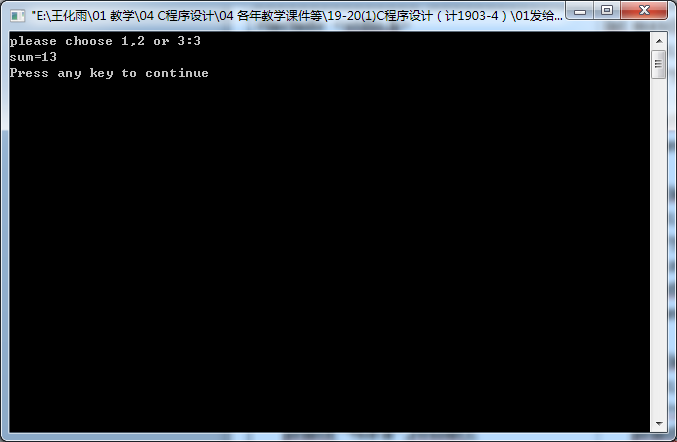 "E:\王化雨\01 教学\04 C程序设计\04 各年教学课件等\19-20(1)C程序设计（计1903-4）\01发给...
please choose 1,2 or 3:3
sum=13
Press any key to continue